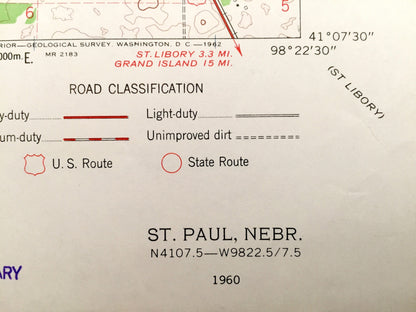 6
5
RIOR—GEOLOGICAL SURVEY. WASHINGTON, D. C.—1962
41°07'30"
000m.E.
MR 2183
ST. LIBORY 3.3 MI.
98°22'30"
GRAND ISLAND 15 MI.
(ST LIBORY)
ROAD CLASSIFICATION
y-duty
Light-duty
um-duty
Unimproved dirt
U. S. Route
State Route
ST. PAUL, NEBR.
N4107.5—W9822.5/7.5
1960
ARY